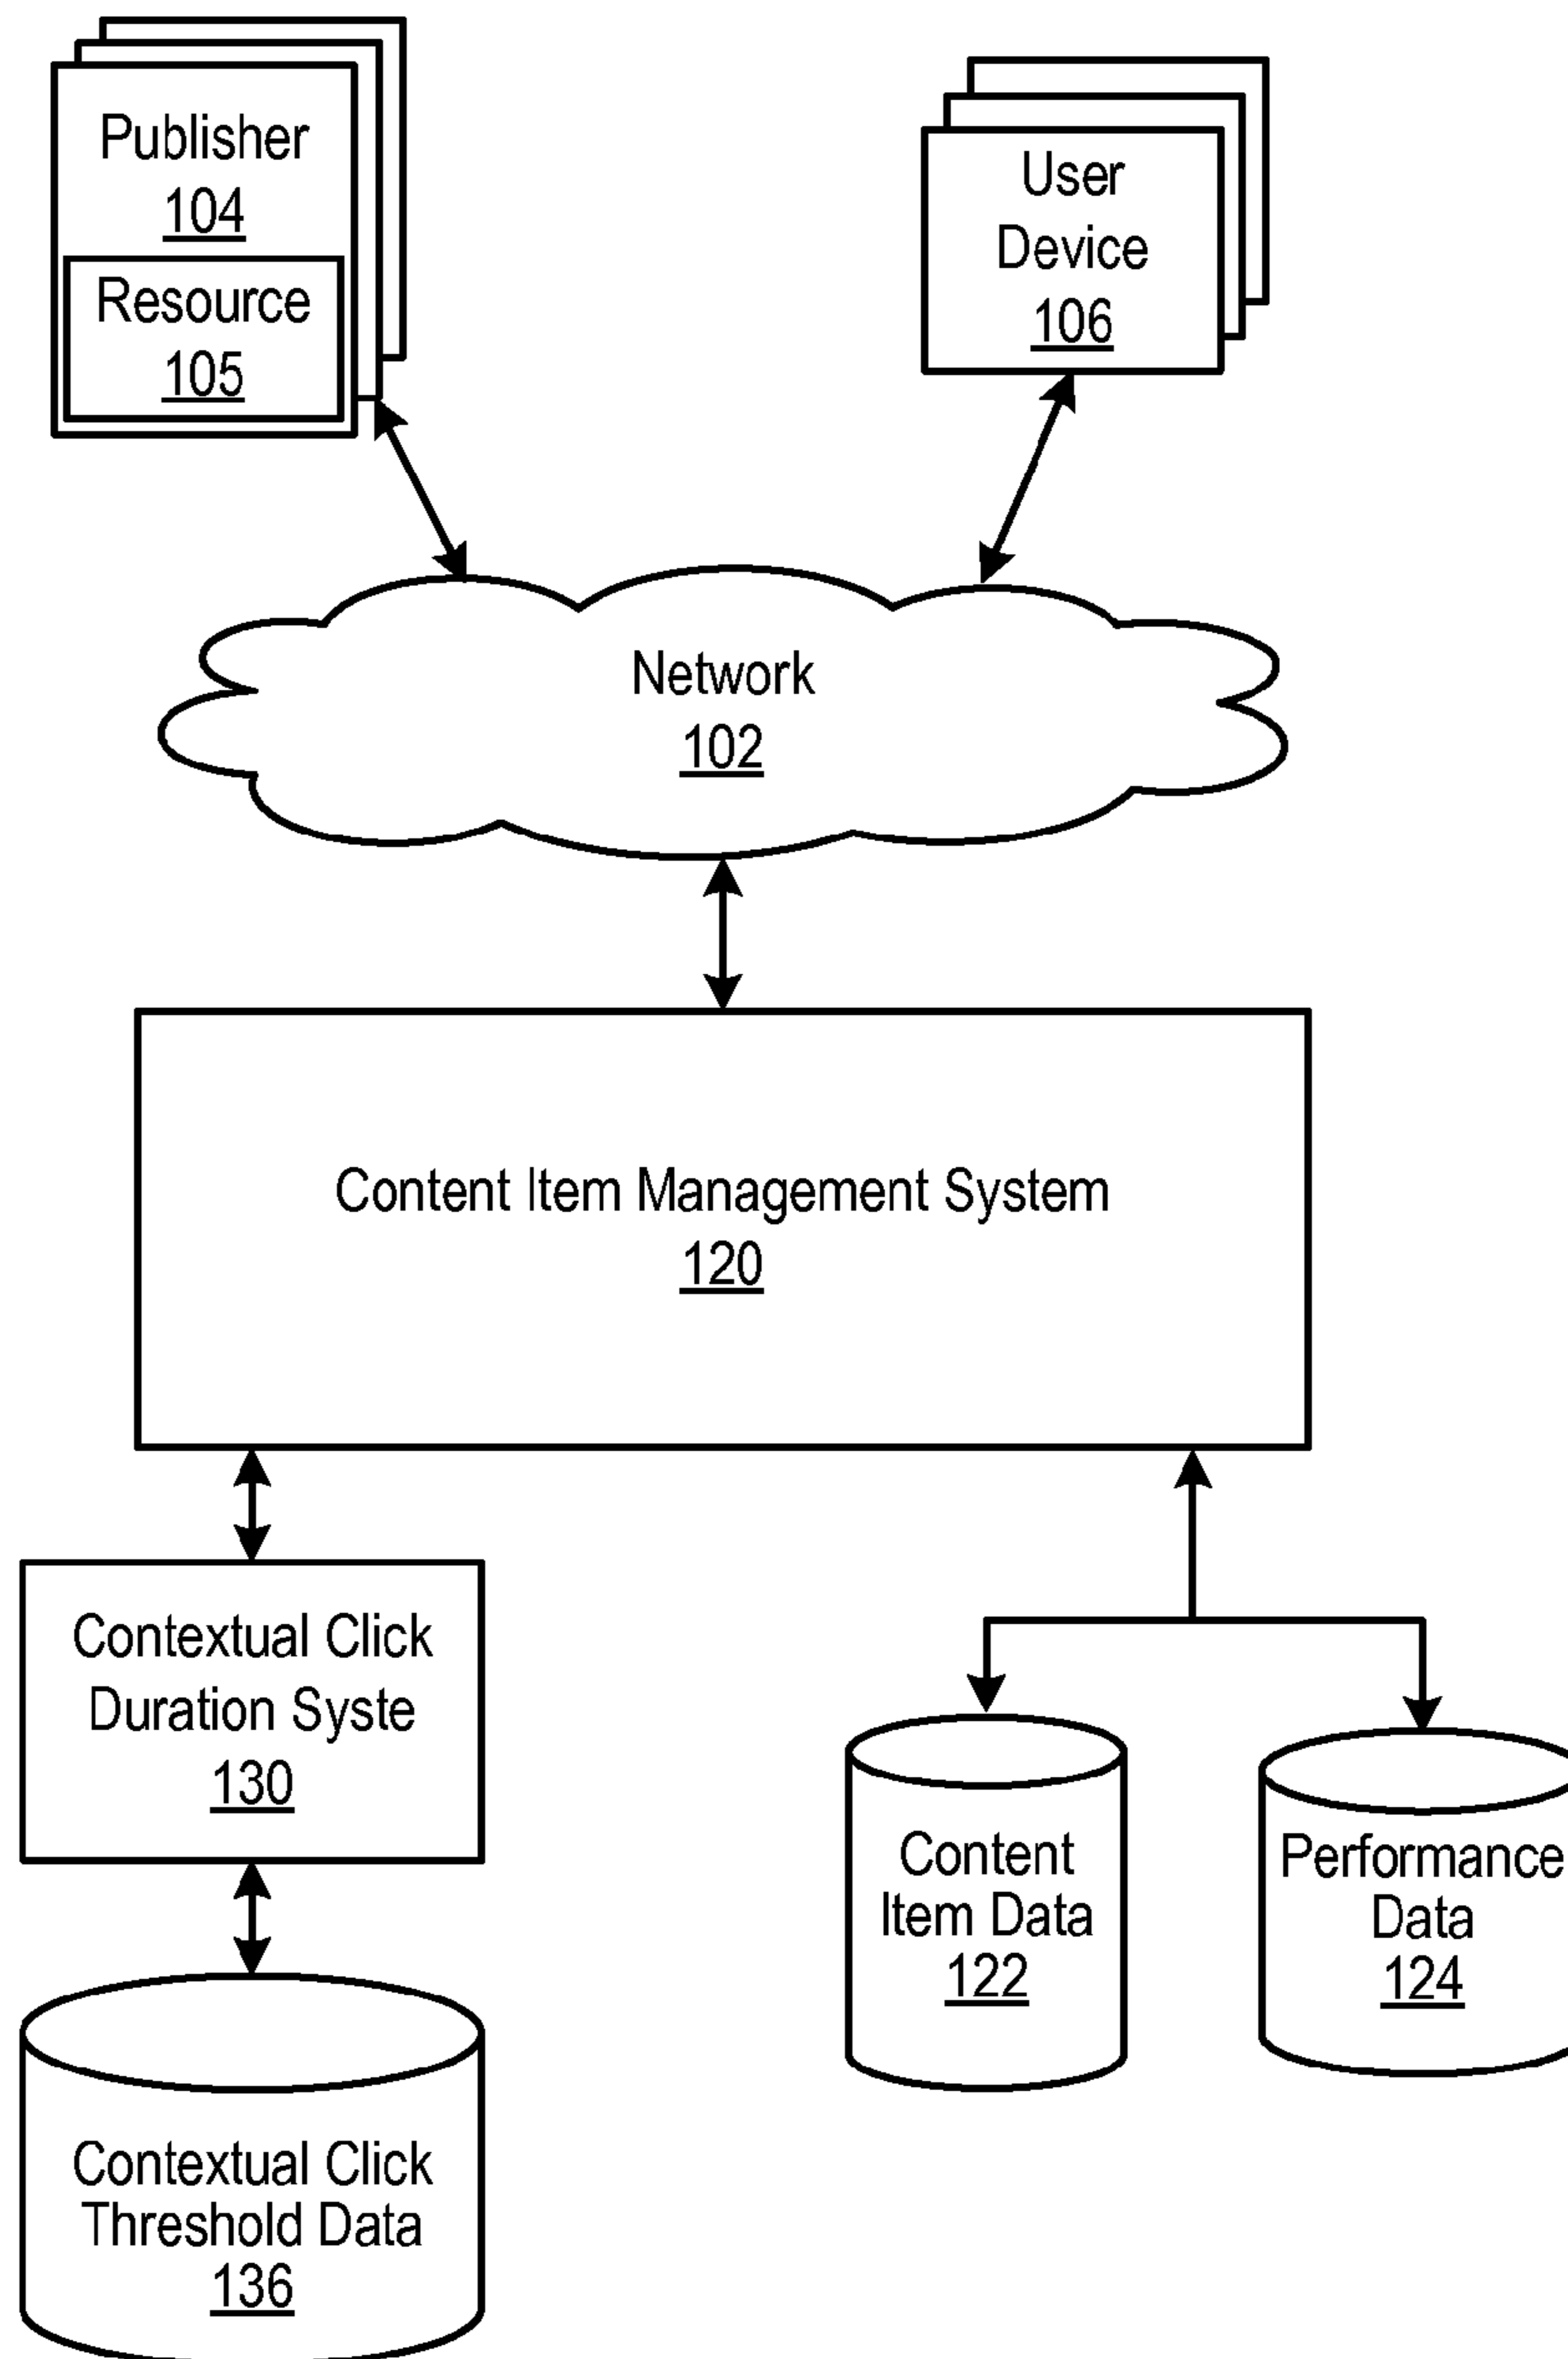 Publisher
104
Resource
105
User
Device
106
Network
102
Content Item Management System
120
Contextual Click
Duration Syste
130
Content
Item Data
122
Performance
Data
124
Contextual Click
Threshold Data
136